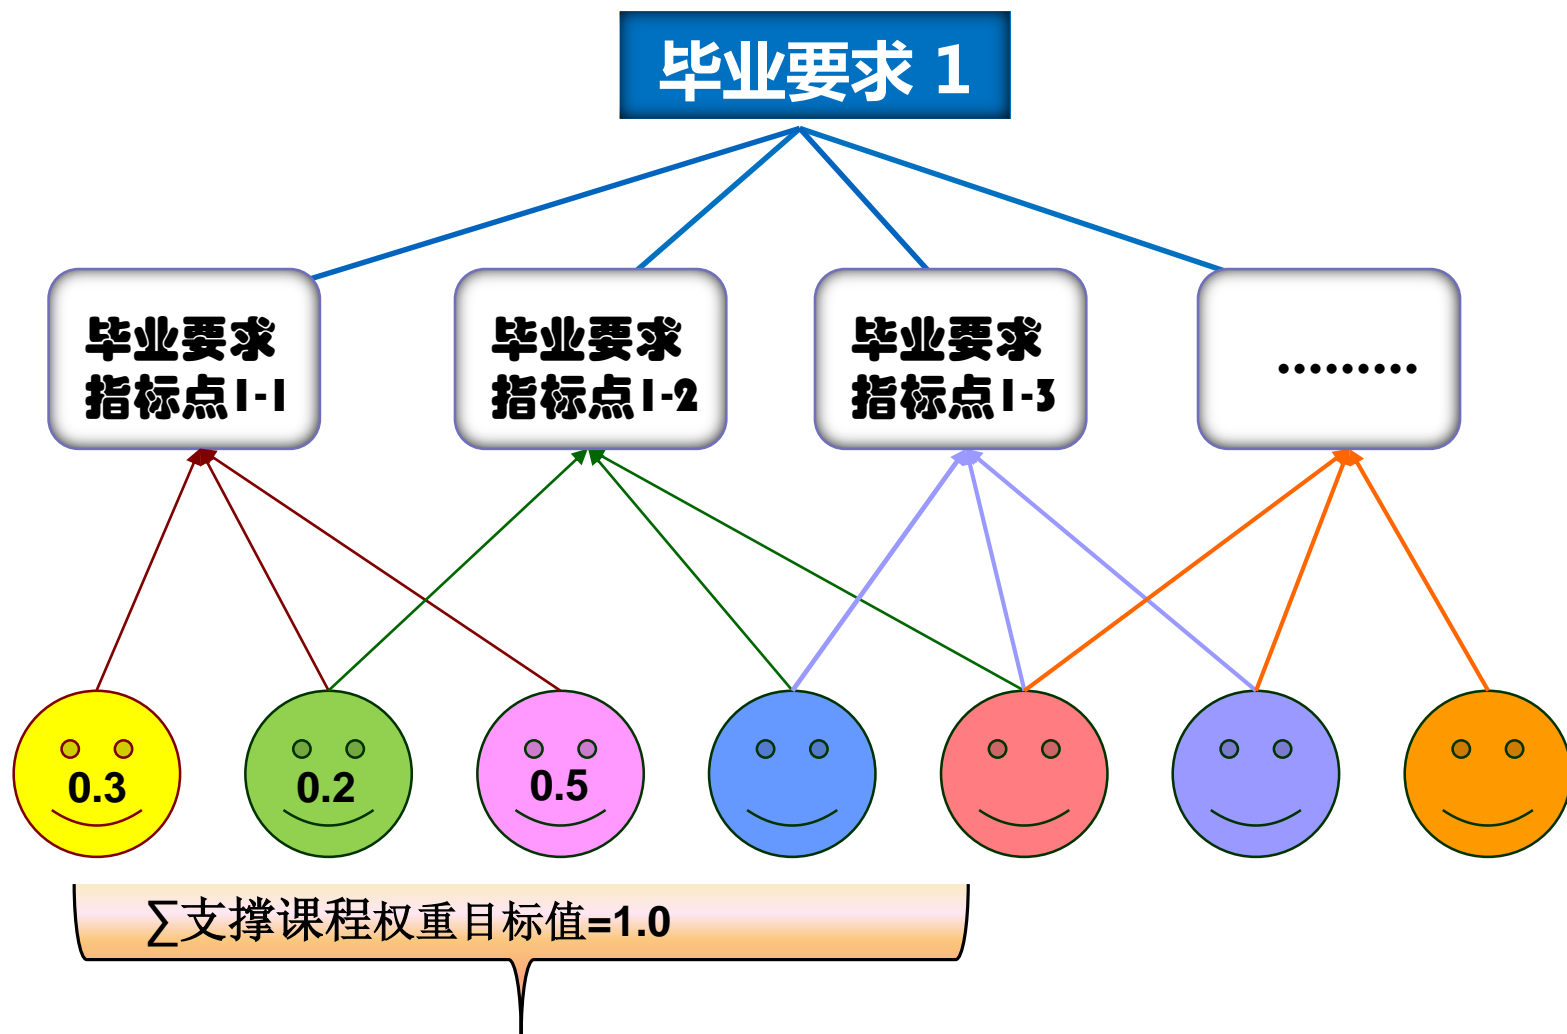 毕业要求 1
毕业要求
指标点1-1
毕业要求
指标点1-2
毕业要求
指标点1-3
.........
0.3
0.2
0.5
∑支撑课程权重目标值=1.0